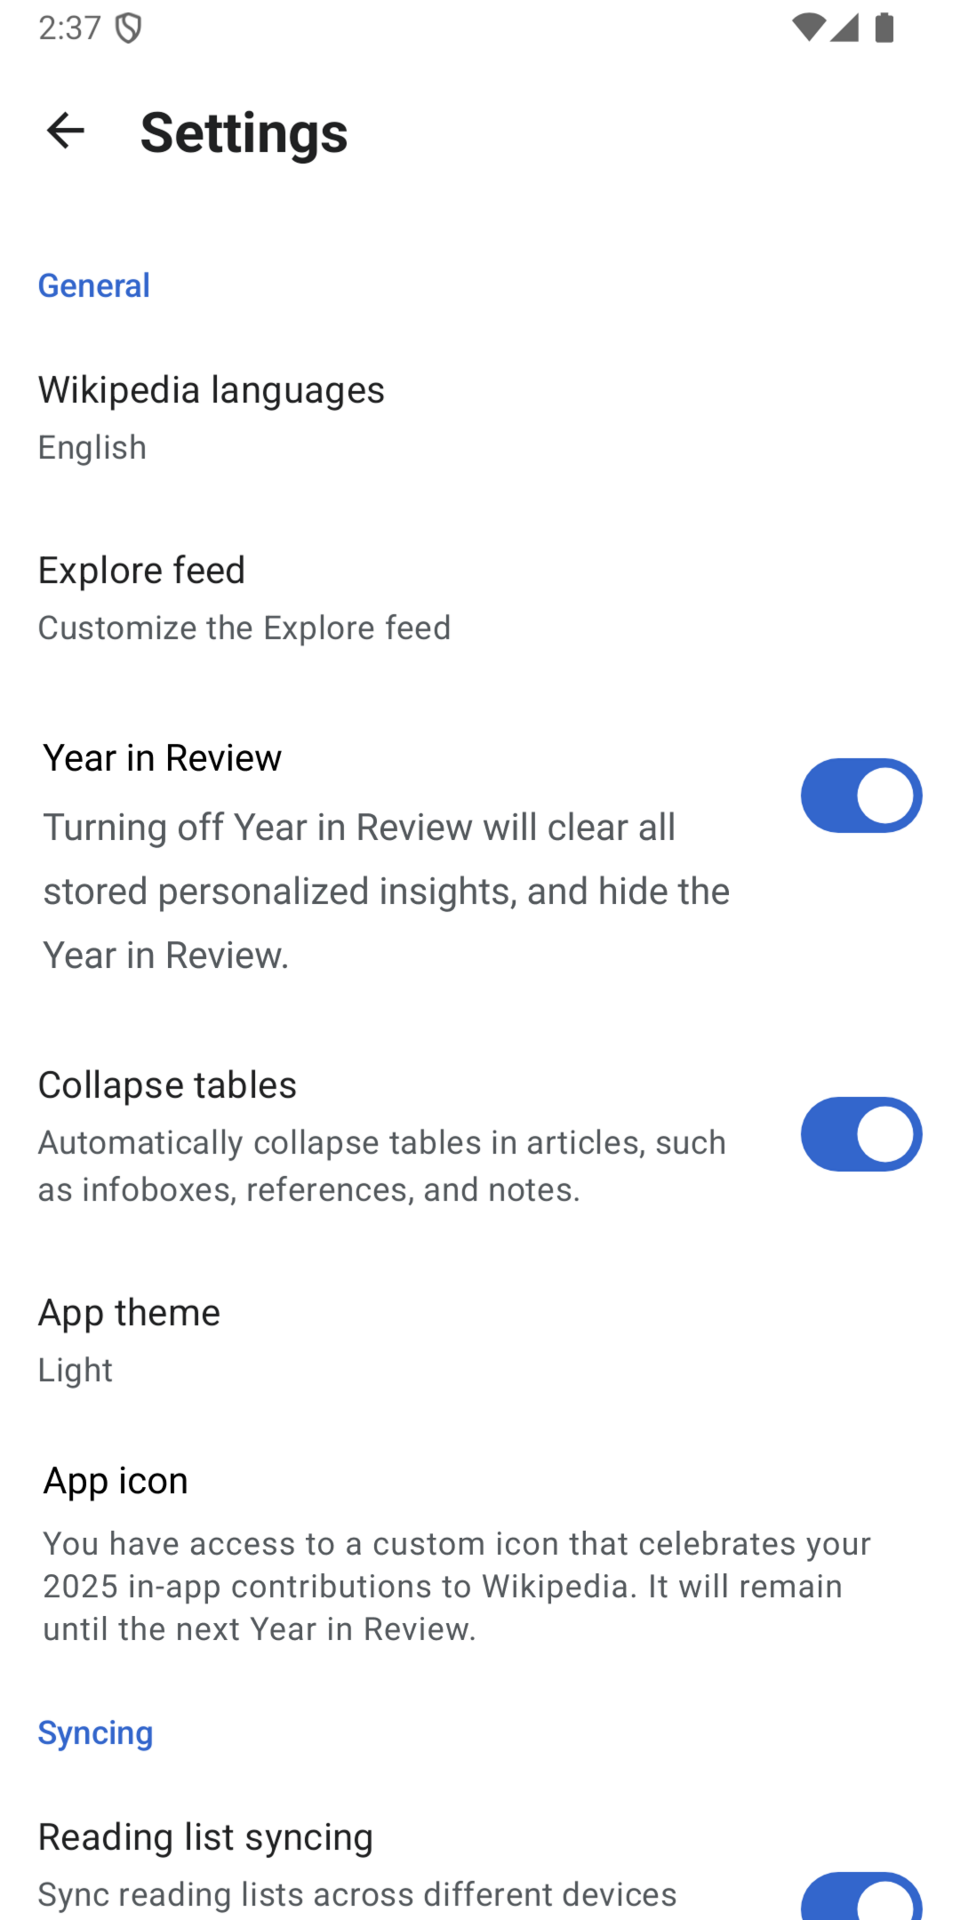 2:37
Settings
General
Wikipedia languages
English
Explore feed
Customize the Explore feed
Year in Review
Turning off Year in Review will clear all
stored personalized insights, and hide the
Year in Review.
Collapse tables
Automatically collapse tables in articles, such
as infoboxes, references, and notes.
App theme
Light
App icon
You have access to a custom icon that celebrates your
2025 in-app contributions to Wikipedia. It will remain
until the next Year in Review.
Syncing
Reading list syncing
Sync reading lists across different devices